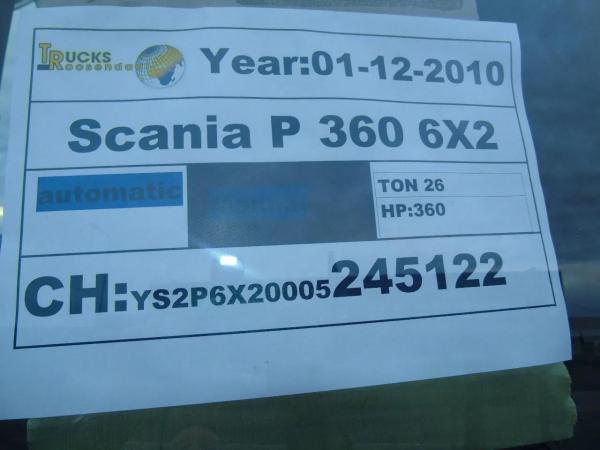 TRUCKS
Roosendaal
Year:01-12-2010
Scania P 360 6X2
automatic
TON 26
HP:360
CH:YS2P6X20005245122